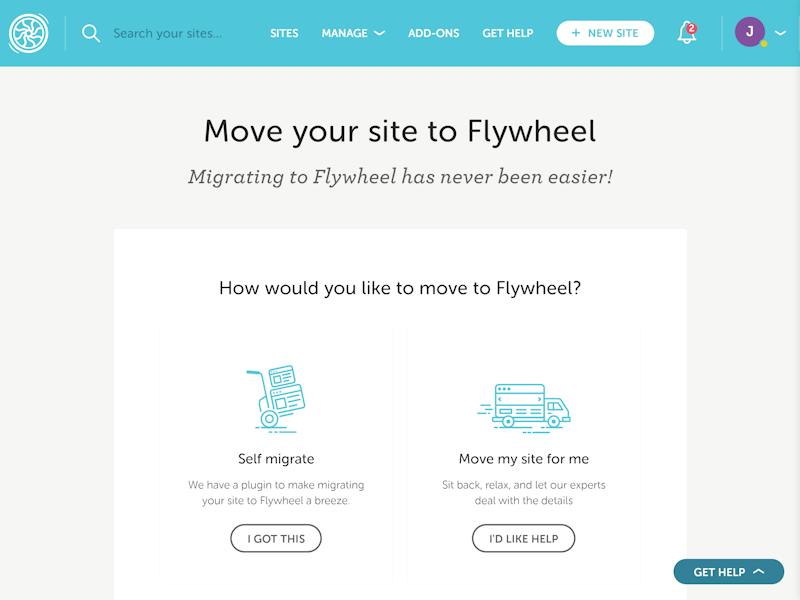 Search your sites...
SITES
MANAGE
ADD-ONS
GET HELP
+ NEW SITE
2
J
Move your site to Flywheel
Migrating to Flywheel has never been easier!
How would you like to move to Flywheel?
Self migrate
We have a plugin to make migrating
your site to Flywheel a breeze.
I GOT THIS
Move my site for me
Sit back, relax, and let our experts
deal with the details
I'D LIKE HELP
GET HELP